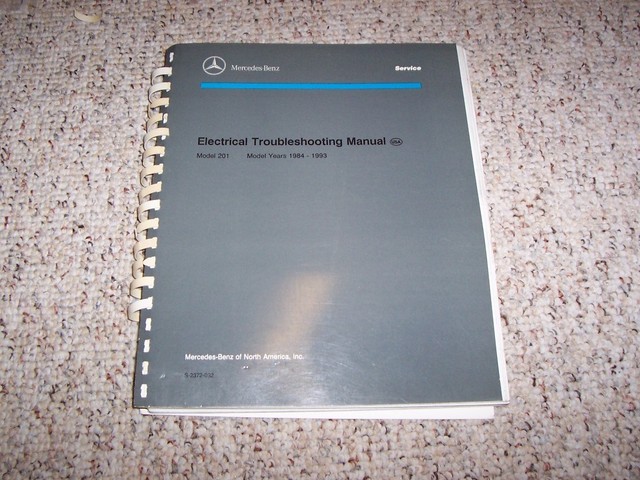 Mercedes-Benz Service
Electrical Troubleshooting Manual USA
Model 201 Model Years 1984 - 1993
Mercedes-Benz of North America, Inc.